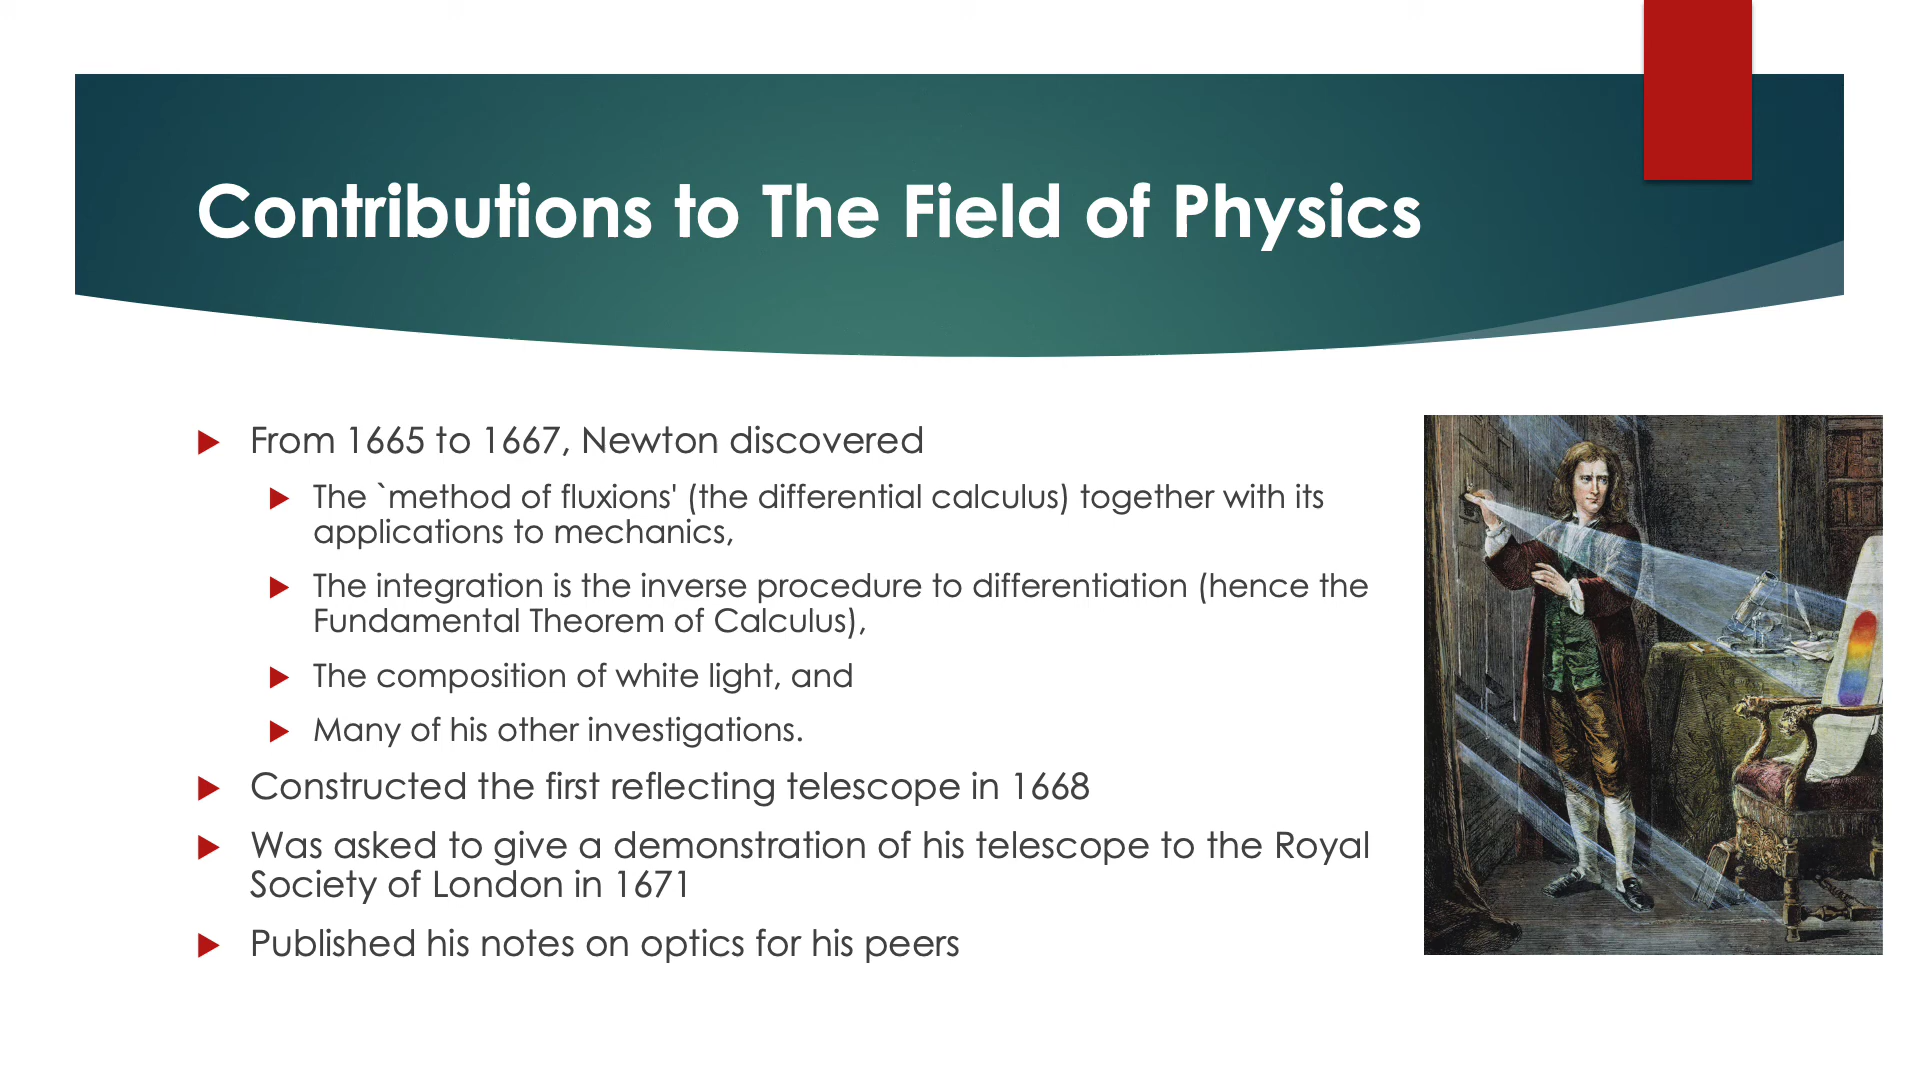 Contributions to The Field of Physics
From 1665 to 1667, Newton discovered
The `method of fluxions' (the differential calculus) together with its
applications to mechanics,
The integration is the inverse procedure to differentiation (hence the
Fundamental Theorem of Calculus),
The composition of white light, and
Many of his other investigations.
Constructed the first reflecting telescope in 1668
Was asked to give a demonstration of his telescope to the Royal
Society of London in 1671
Published his notes on optics for his peers